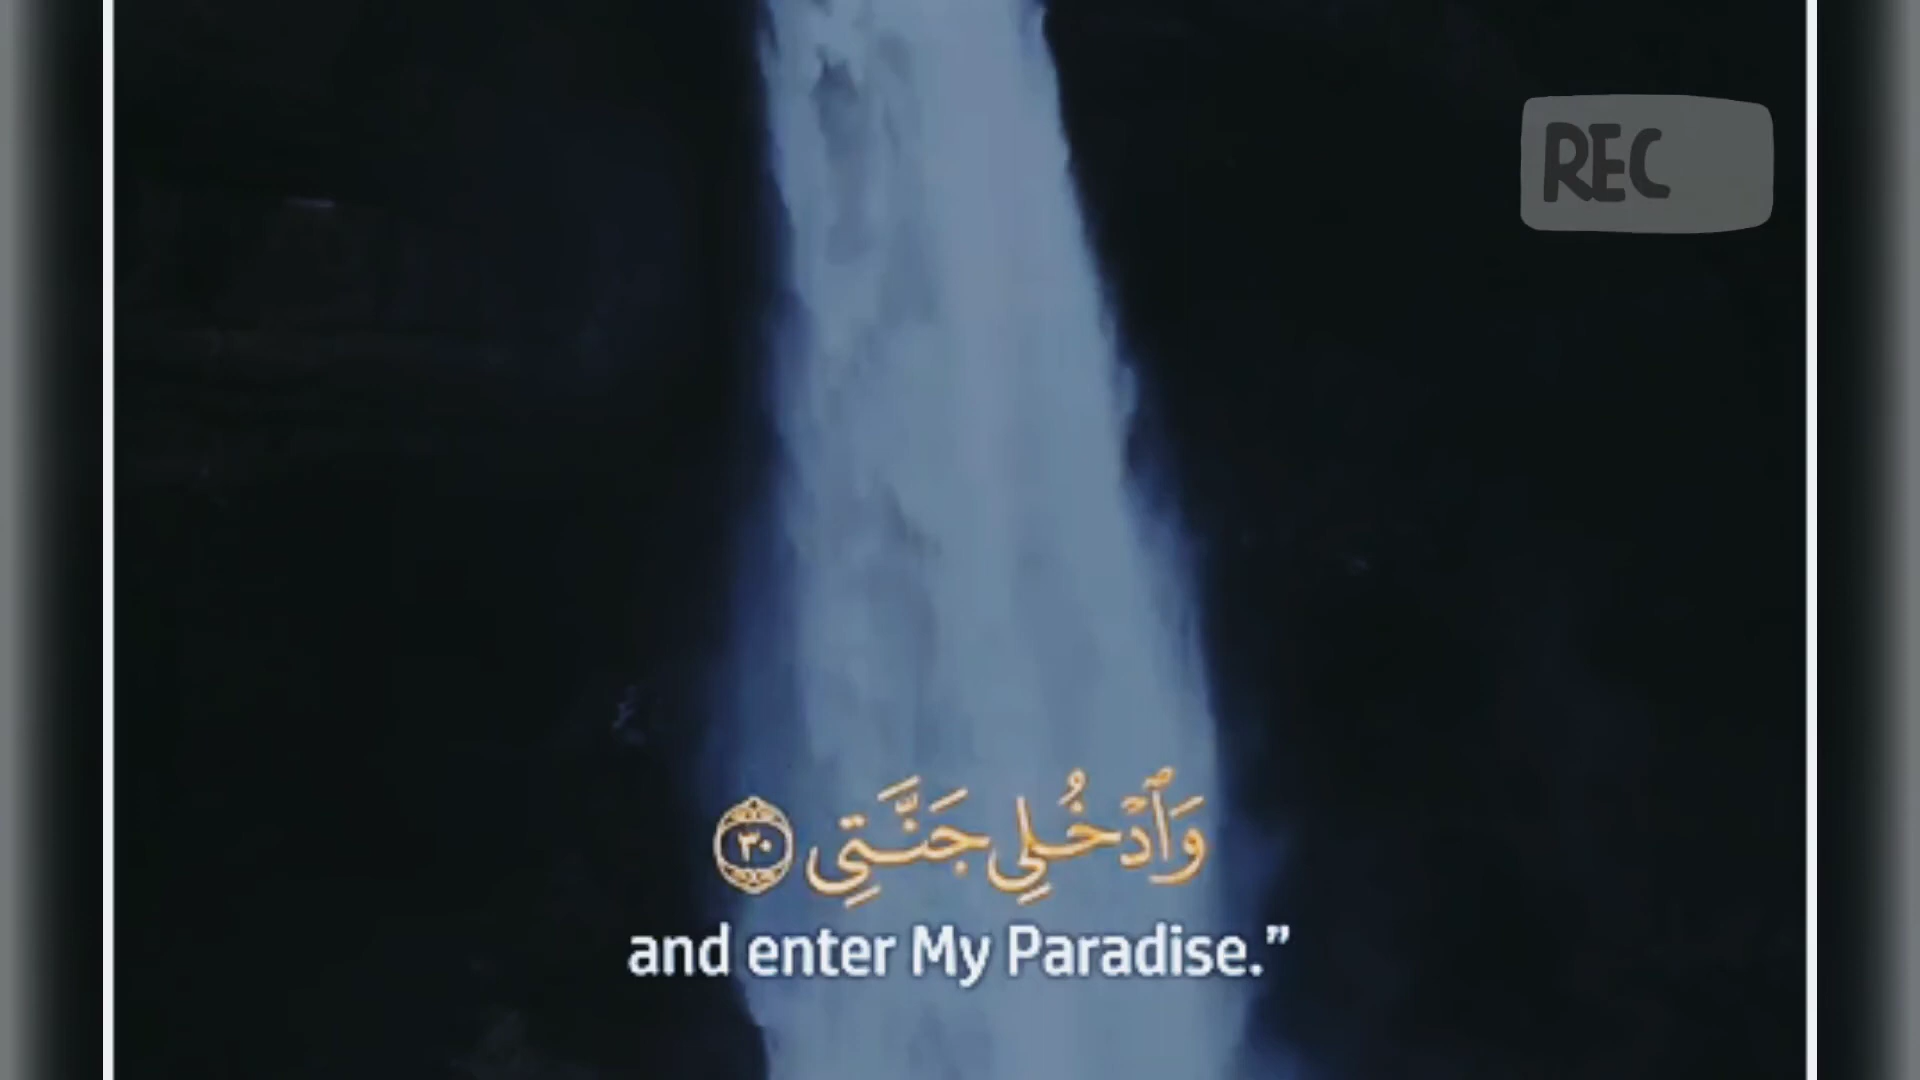 REC
وَٱدْخُلِي جَنَّتِي ٣٠
and enter My Paradise.”